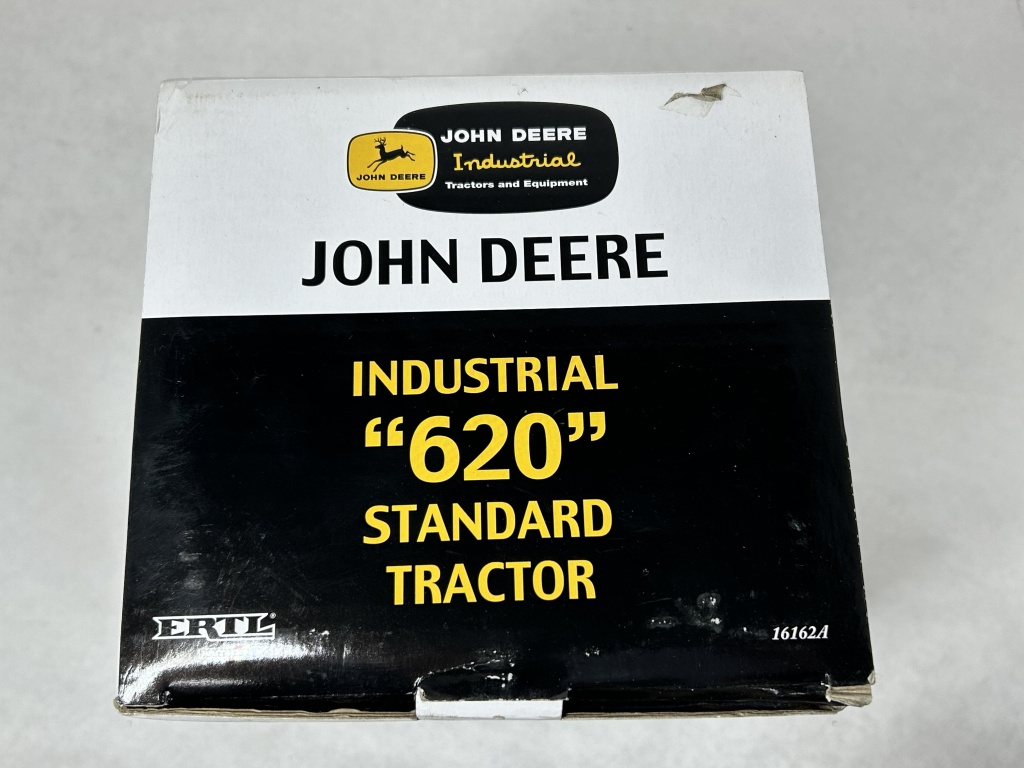 JOHN DEERE
Industrial
Tractors and Equipment
JOHN DEERE
JOHN DEERE
INDUSTRIAL
“620”
STANDARD
TRACTOR
ERTL®
16162A